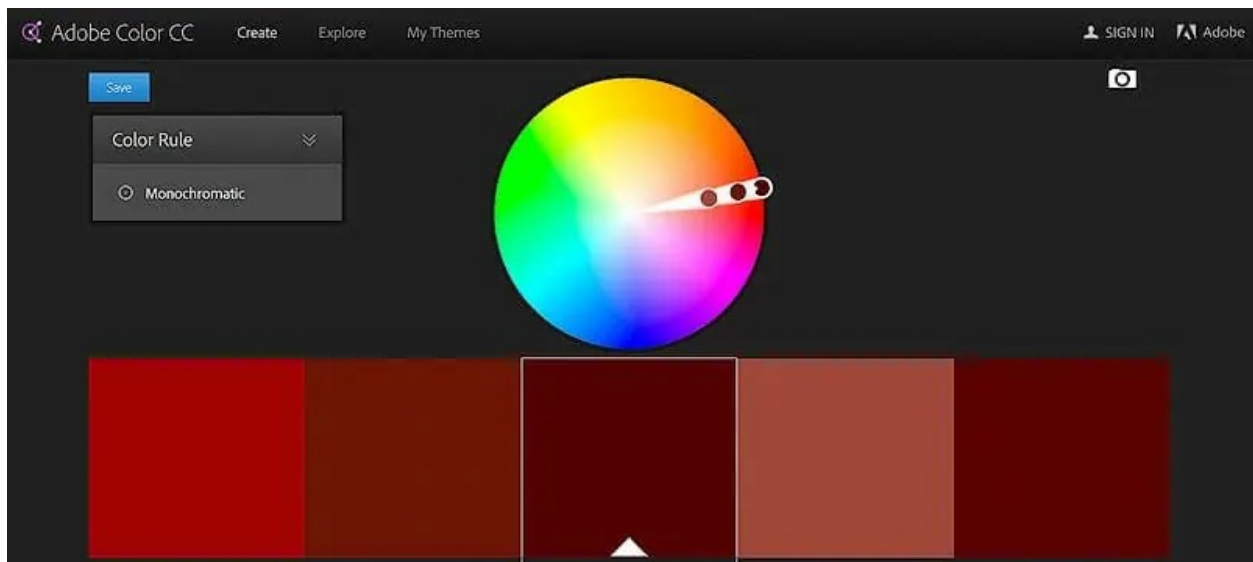 Adobe Color CC Create Explore My Themes SIGN IN Adobe
Save
Color Rule
Monochromatic